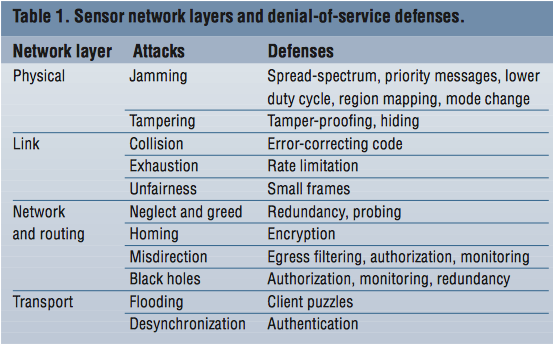 Table 1. Sensor network layers and denial-of-service defenses.
Network layer Attacks Defenses
Physical Jamming Spread-spectrum, priority messages, lower
duty cycle, region mapping, mode change
Tampering Tamper-proofing, hiding
Link Collision Error-correcting code
Exhaustion Rate limitation
Unfairness Small frames
Network Neglect and greed Redundancy, probing
and routing Homing Encryption
Misdirection Egress filtering, authorization, monitoring
Black holes Authorization, monitoring, redundancy
Transport Flooding Client puzzles
Desynchronization Authentication